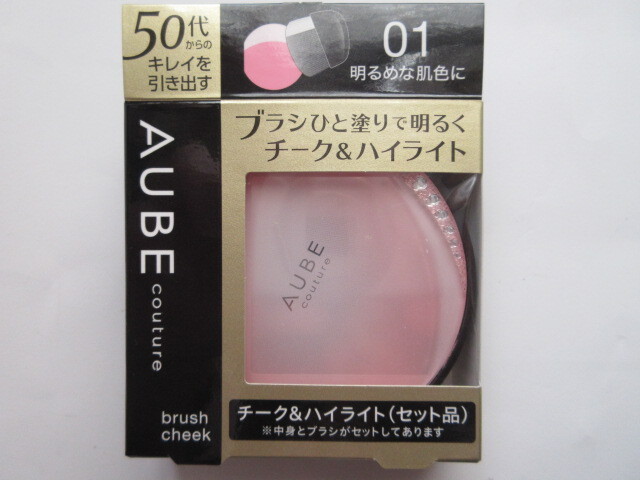 50代
からの
キレイを
引き出す
01
明るめな肌色に
ブラシひと塗りで明るく
チーク&ハイライト
AUBE
couture
AUBE
couture
brush
cheek
チーク&ハイライト(セット品)
※中身とブラシがセットしてあります